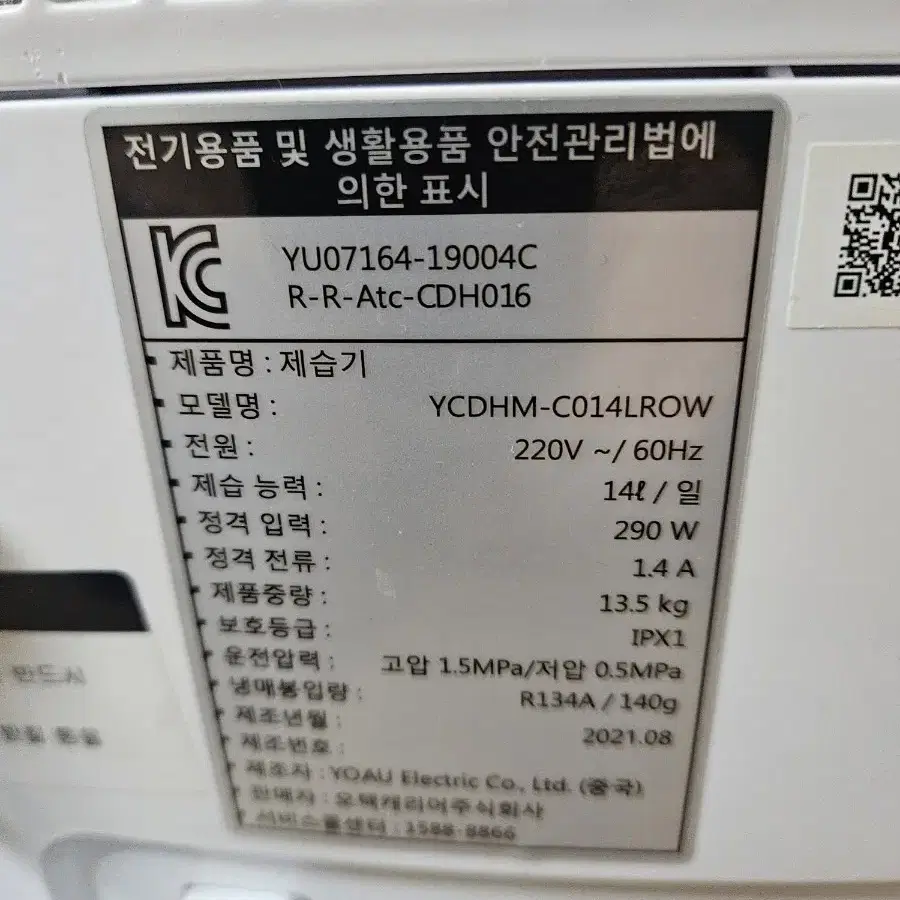 전기용품 및 생활용품 안전관리법에
의한 표시
YU07164-19004C
R-R-Atc-CDH016
제품명 : 제습기
모델명 : YCDHM-C014LROW
전원 : 220V ~/ 60Hz
제습 능력 : 14ℓ / 일
정격 입력 : 290 W
정격 전류 : 1.4 A
제품중량 : 13.5 kg
보호등급 : IPX1
운전압력 : 고압 1.5MPa/저압 0.5MPa
냉매봉입량 : R134A / 140g
제조년월 : 2021.08
제조번호 :
제조자 : YOAU Electric Co., Ltd. (중국)
판매자 : 오텍캐리어주식회사
서비스콜센터 : 1588-8866
반드시